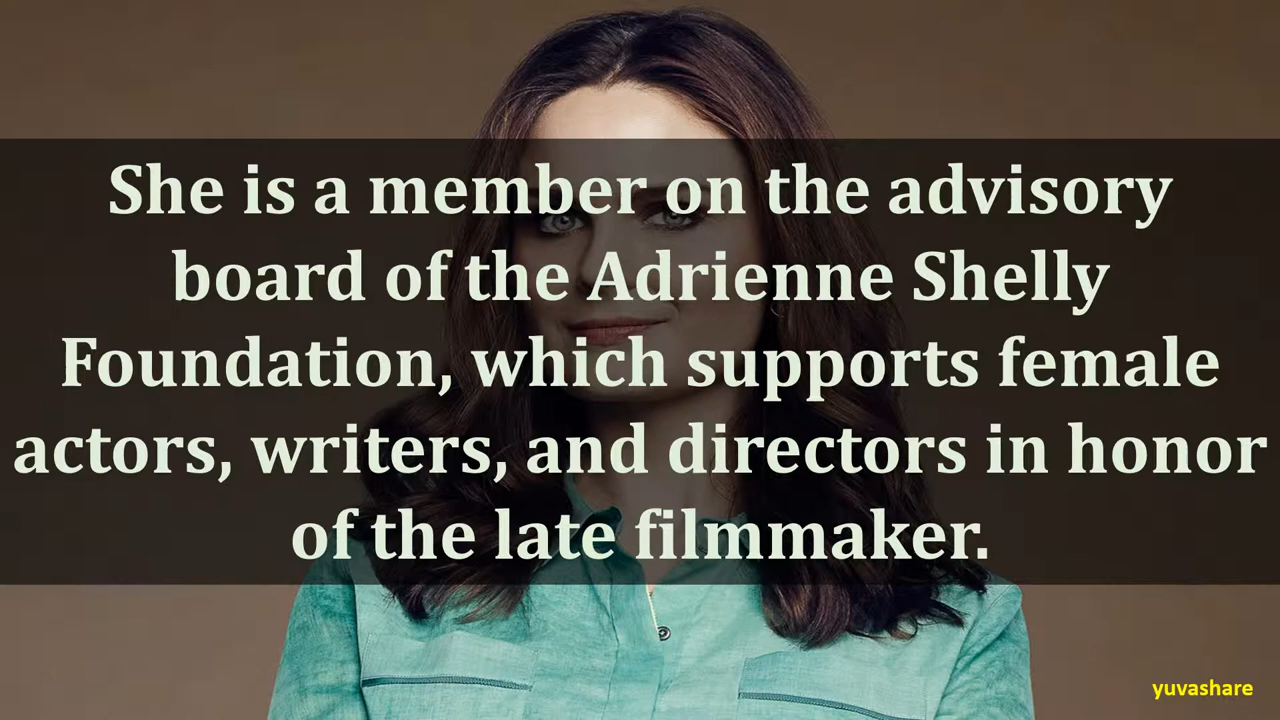 She is a member on the advisory
board of the Adrienne Shelly
Foundation, which supports female
actors, writers, and directors in honor
of the late filmmaker.
yuvashare